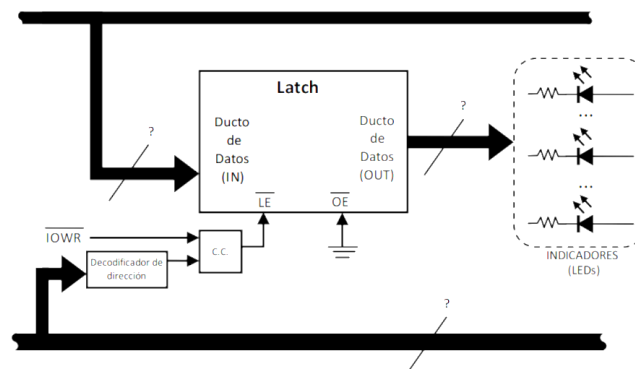 Latch
?
Ducto
de
Datos
(IN)
Ducto
de
Datos
(OUT)
?
LE
OE
IOWR
C.C.
Decodificador de
dirección
...
...
INDICADORES
(LEDs)
?